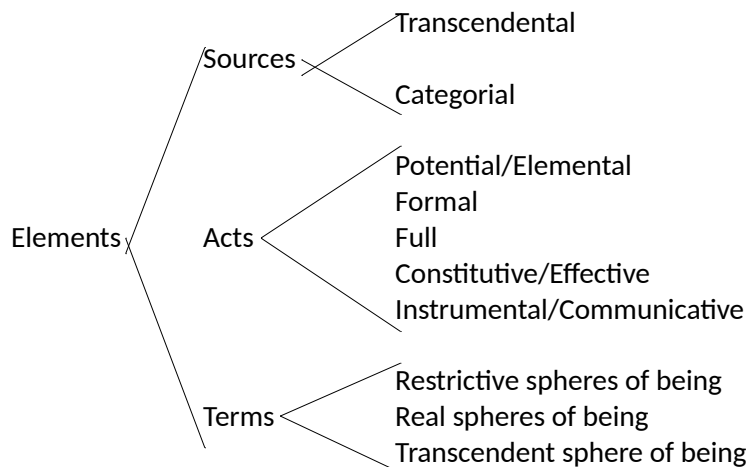 Elements
Sources
Transcendental
Categorial
Acts
Potential/Elemental
Formal
Full
Constitutive/Effective
Instrumental/Communicative
Terms
Restrictive spheres of being
Real spheres of being
Transcendent sphere of being